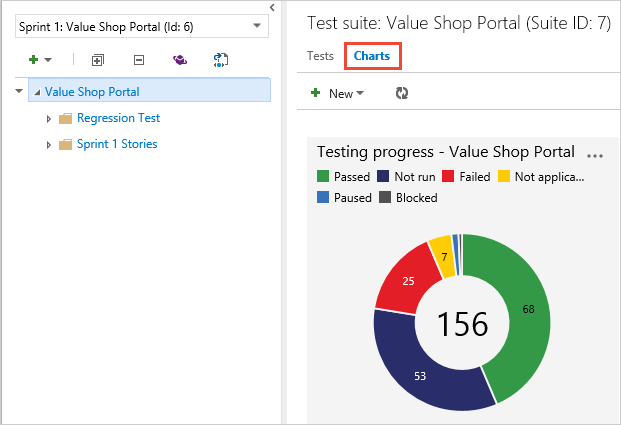 Sprint 1: Value Shop Portal (Id: 6)
Value Shop Portal
Regression Test
Sprint 1 Stories
Test suite: Value Shop Portal (Suite ID: 7)
Tests Charts
New
Testing progress - Value Shop Portal ...
Passed Not run Failed Not applica...
Paused Blocked
7
25
68
156
53